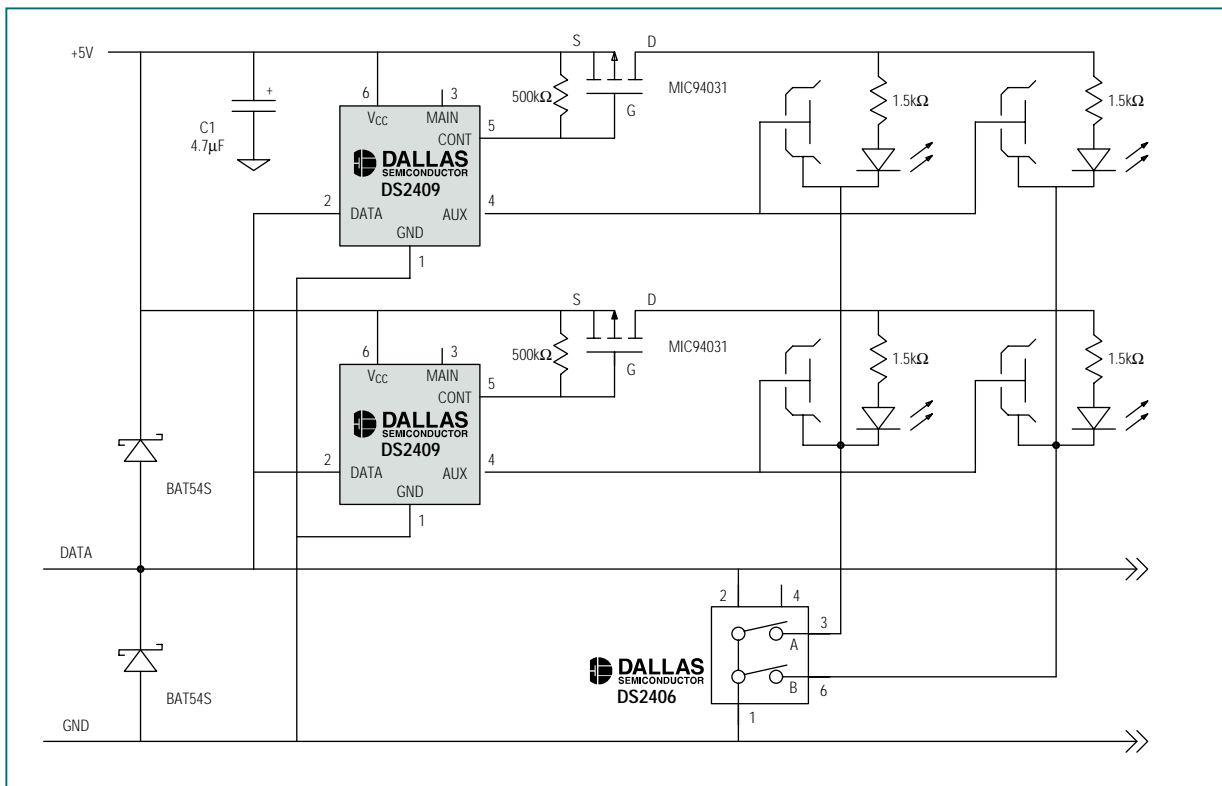 +5V
S
D
C1
4.7µF
+
6
3
VCC
MAIN
CONT
5
500kΩ
G
MIC94031
1.5kΩ
1.5kΩ
DALLAS
SEMICONDUCTOR
DS2409
2
DATA
AUX
4
GND
1
S
D
6
3
VCC
MAIN
CONT
5
500kΩ
G
MIC94031
1.5kΩ
1.5kΩ
DALLAS
SEMICONDUCTOR
DS2409
2
DATA
AUX
4
GND
1
BAT54S
DATA
2
4
3
A
DALLAS
SEMICONDUCTOR
DS2406
B
6
1
BAT54S
GND